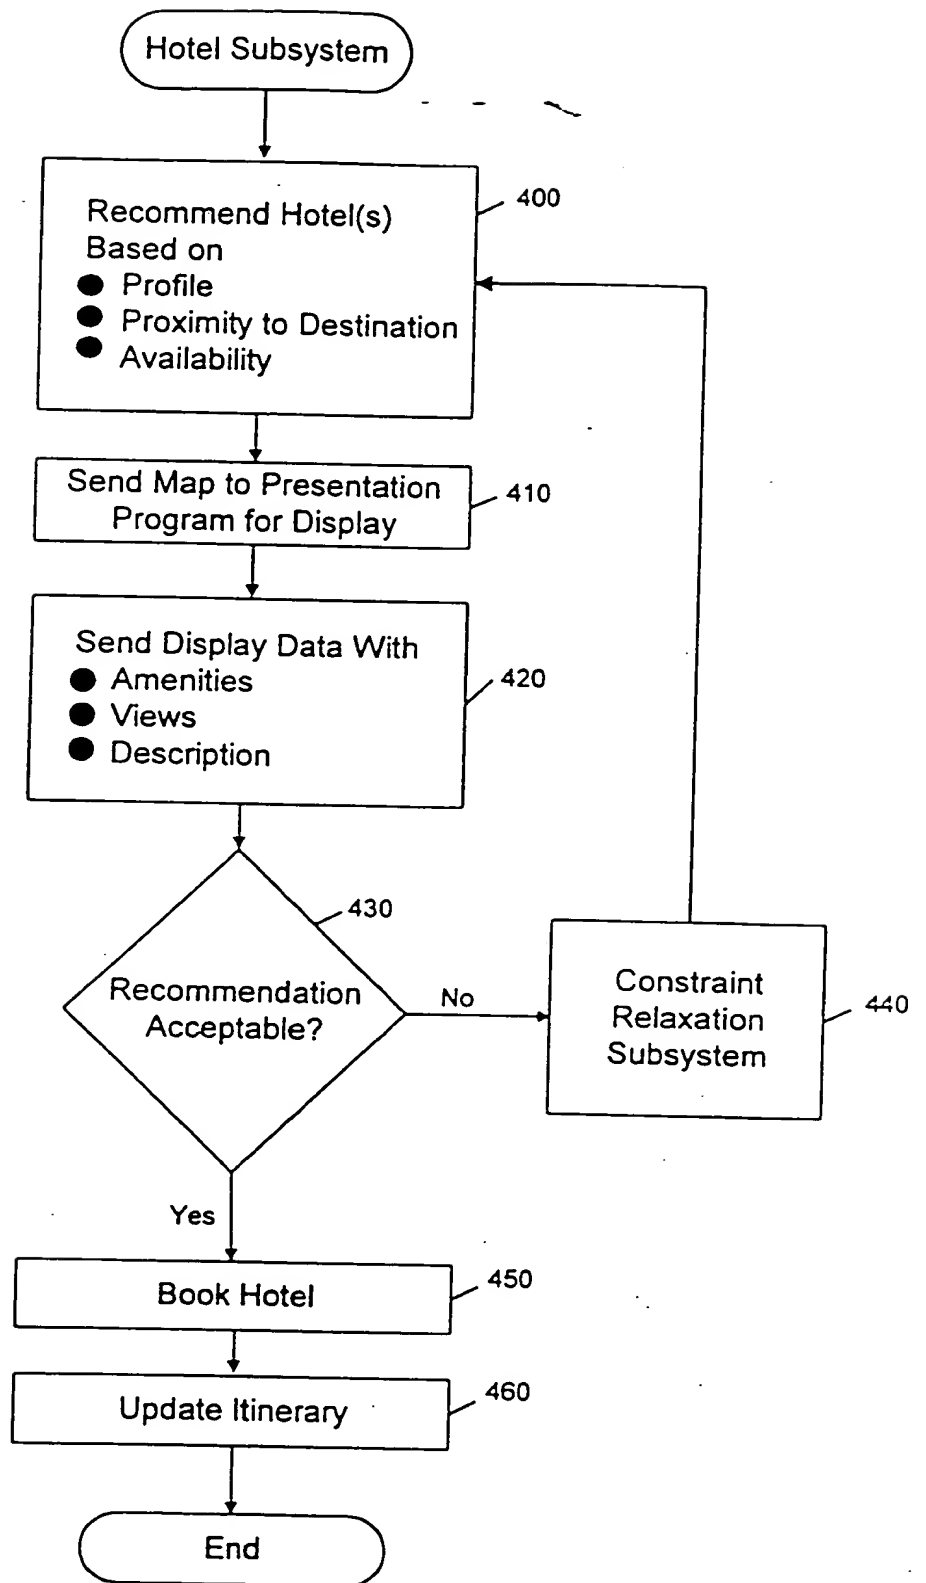 Hotel Subsystem
400
Recommend Hotel(s)
Based on
● Profile
● Proximity to Destination
● Availability
Send Map to Presentation
Program for Display
410
Send Display Data With
● Amenities
● Views
● Description
420
430
Recommendation
Acceptable?
No
Constraint
Relaxation
Subsystem
440
Yes
Book Hotel
450
Update Itinerary
460
End